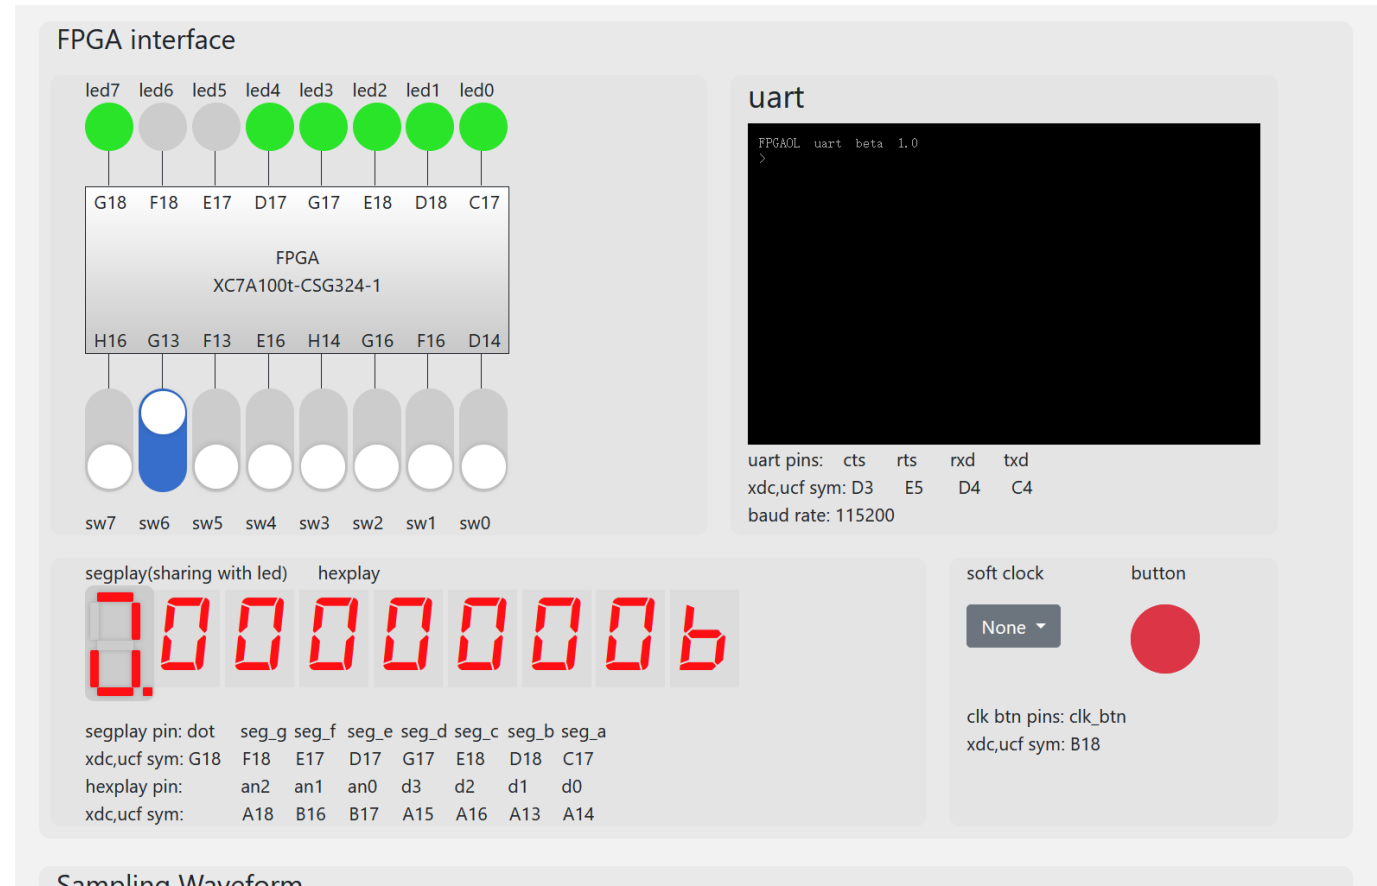 FPGA interface
led7 led6 led5 led4 led3 led2 led1 led0
G18 F18 E17 D17 G17 E18 D18 C17
FPGA
XC7A100t-CSG324-1
H16 G13 F13 E16 H14 G16 F16 D14
sw7 sw6 sw5 sw4 sw3 sw2 sw1 sw0
uart
FPGAOL uart beta 1.0
>
uart pins: cts rts rxd txd
xdc,ucf sym: D3 E5 D4 C4
baud rate: 115200
segplay(sharing with led) hexplay
0000000b
segplay pin: dot seg_g seg_f seg_e seg_d seg_c seg_b seg_a
xdc,ucf sym: G18 F18 E17 D17 G17 E18 D18 C17
hexplay pin: an2 an1 an0 d3 d2 d1 d0
xdc,ucf sym: A18 B16 B17 A15 A16 A13 A14
soft clock button
None
clk btn pins: clk_btn
xdc,ucf sym: B18
Sampling Waveform